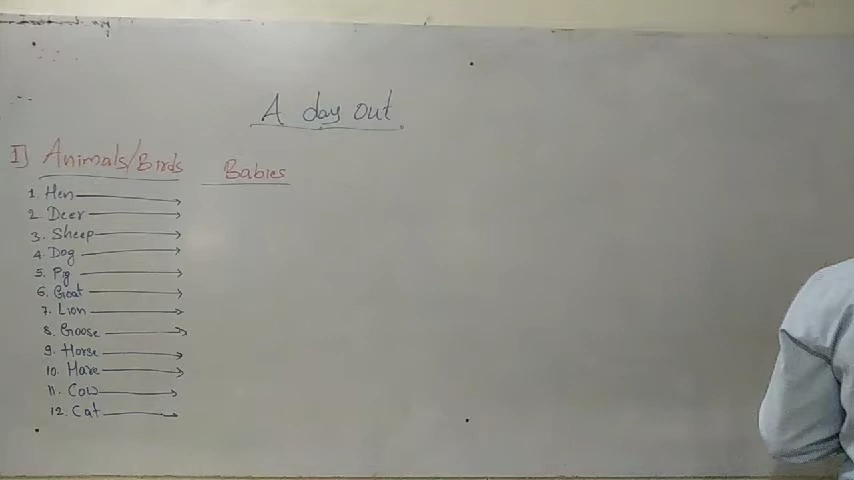 A day out.
I] Animals/Birds Babies
1. Hen
2. Deer
3. Sheep
4. Dog
5. Pig
6. Goat
7. Lion
8. Goose
9. Horse
10. Hare
11. Cow
12. Cat